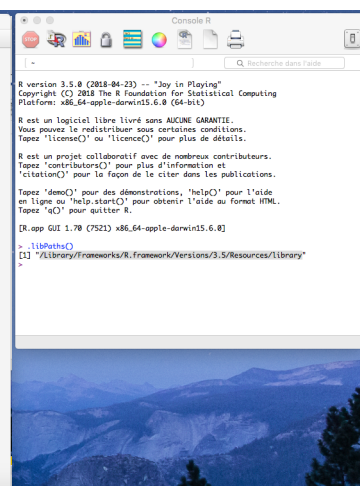 Console R
STOP
Recherche dans l'aide
R version 3.5.0 (2018-04-23) -- "Joy in Playing"
Copyright (C) 2018 The R Foundation for Statistical Computing
Platform: x86_64-apple-darwin15.6.0 (64-bit)
R est un logiciel libre livré sans AUCUNE GARANTIE.
Vous pouvez le redistribuer sous certaines conditions.
Tapez 'license()' ou 'licence()' pour plus de détails.
R est un projet collaboratif avec de nombreux contributeurs.
Tapez 'contributors()' pour plus d'information et
'citation()' pour la façon de le citer dans les publications.
Tapez 'demo()' pour des démonstrations, 'help()' pour l'aide
en ligne ou 'help.start()' pour obtenir l'aide au format HTML.
Tapez 'q()' pour quitter R.
[R.app GUI 1.70 (7521) x86_64-apple-darwin15.6.0]
> .libPaths()
[1] "/Library/Frameworks/R.framework/Versions/3.5/Resources/library"
>